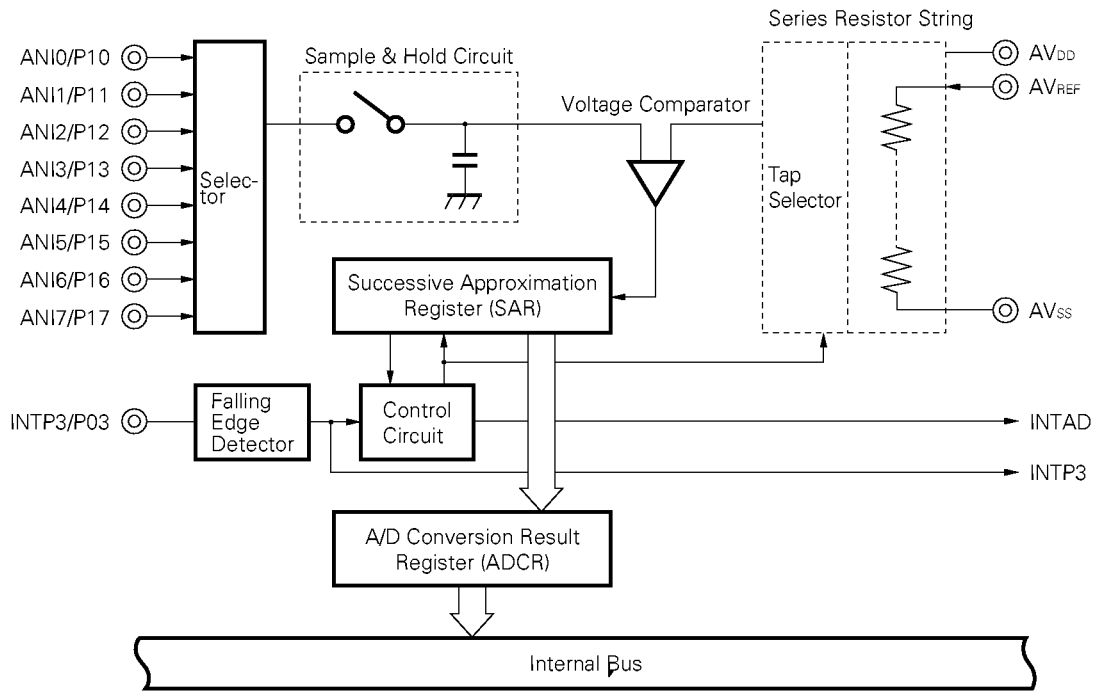 Series Resistor String
ANI0/P10
ANI1/P11
ANI2/P12
ANI3/P13
ANI4/P14
ANI5/P15
ANI6/P16
ANI7/P17
Selec-
tor
Sample & Hold Circuit
Voltage Comparator
Tap
Selector
AVDD
AVREF
AVSS
Successive Approximation
Register (SAR)
INTP3/P03
Falling
Edge
Detector
Control
Circuit
INTAD
INTP3
A/D Conversion Result
Register (ADCR)
Internal Bus